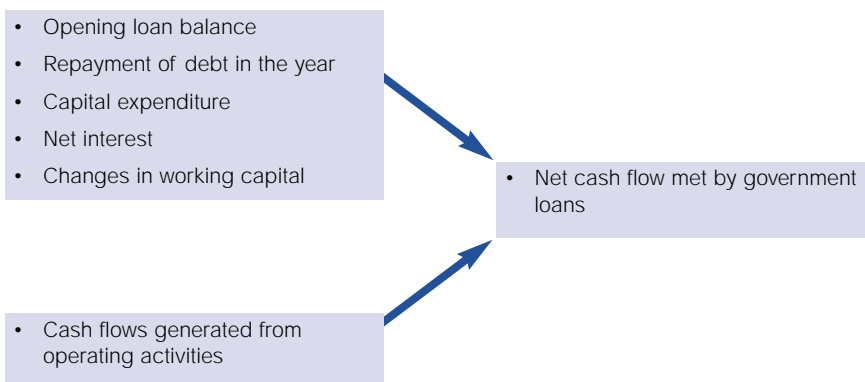 • Opening loan balance
• Repayment of debt in the year
• Capital expenditure
• Net interest
• Changes in working capital
• Net cash flow met by government
loans
• Cash flows generated from
operating activities